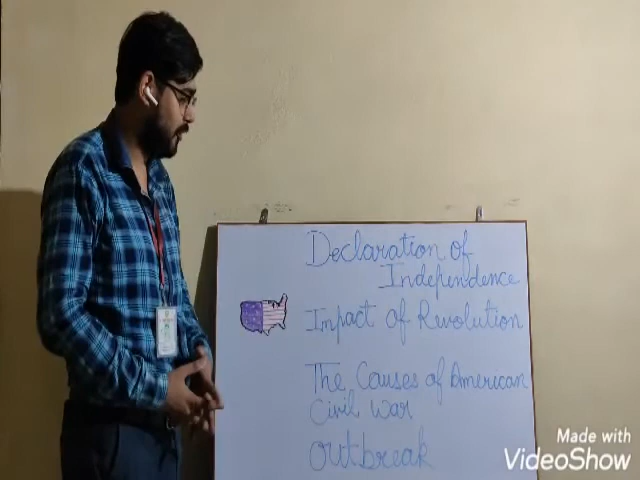 Declaration of
Independence
Impact of Revolution
The Causes of American
Civil war
outbreak
Made with
VideoShow